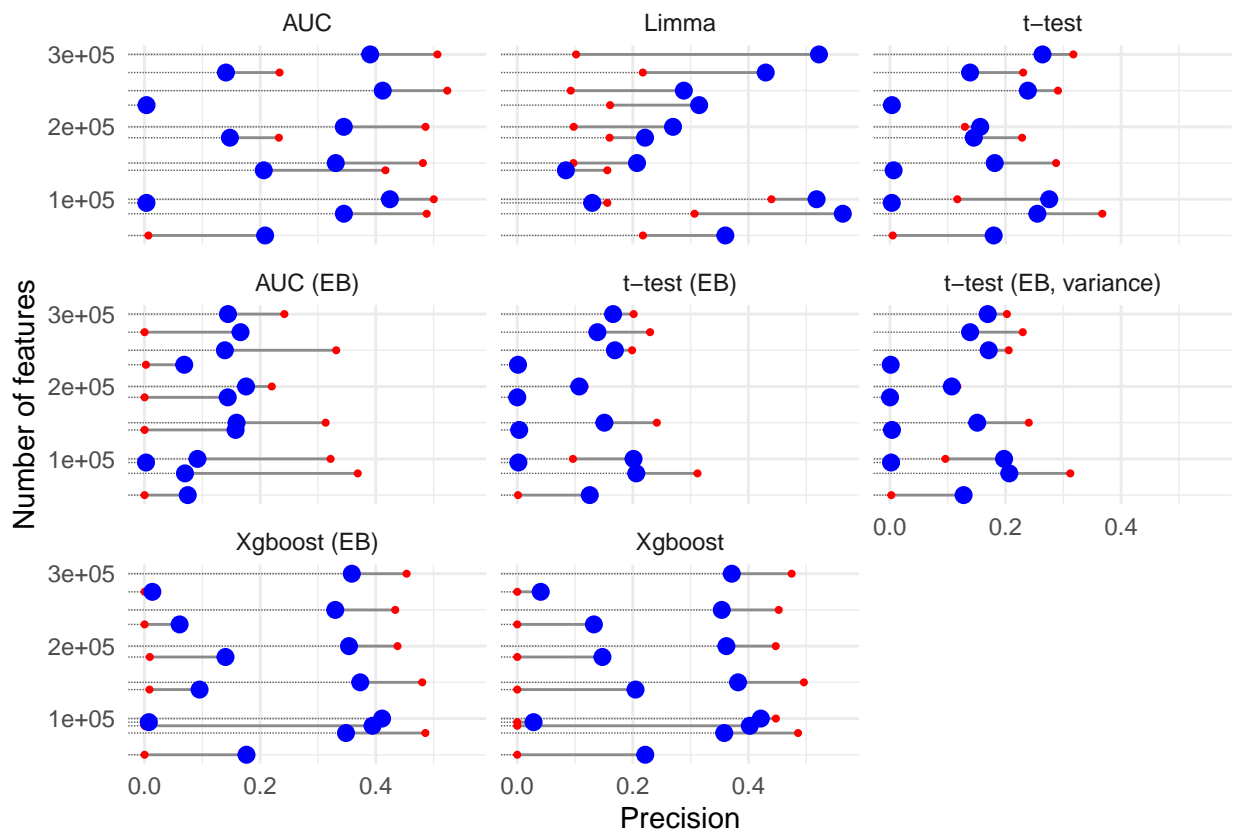 AUC
Limma
t−test
3e+05
2e+05
1e+05
AUC (EB)
t−test (EB)
t−test (EB, variance)
3e+05
2e+05
1e+05
0.0 0.2 0.4
Xgboost (EB)
Xgboost
3e+05
2e+05
1e+05
0.0 0.2 0.4
0.0 0.2 0.4
Precision
Number of features